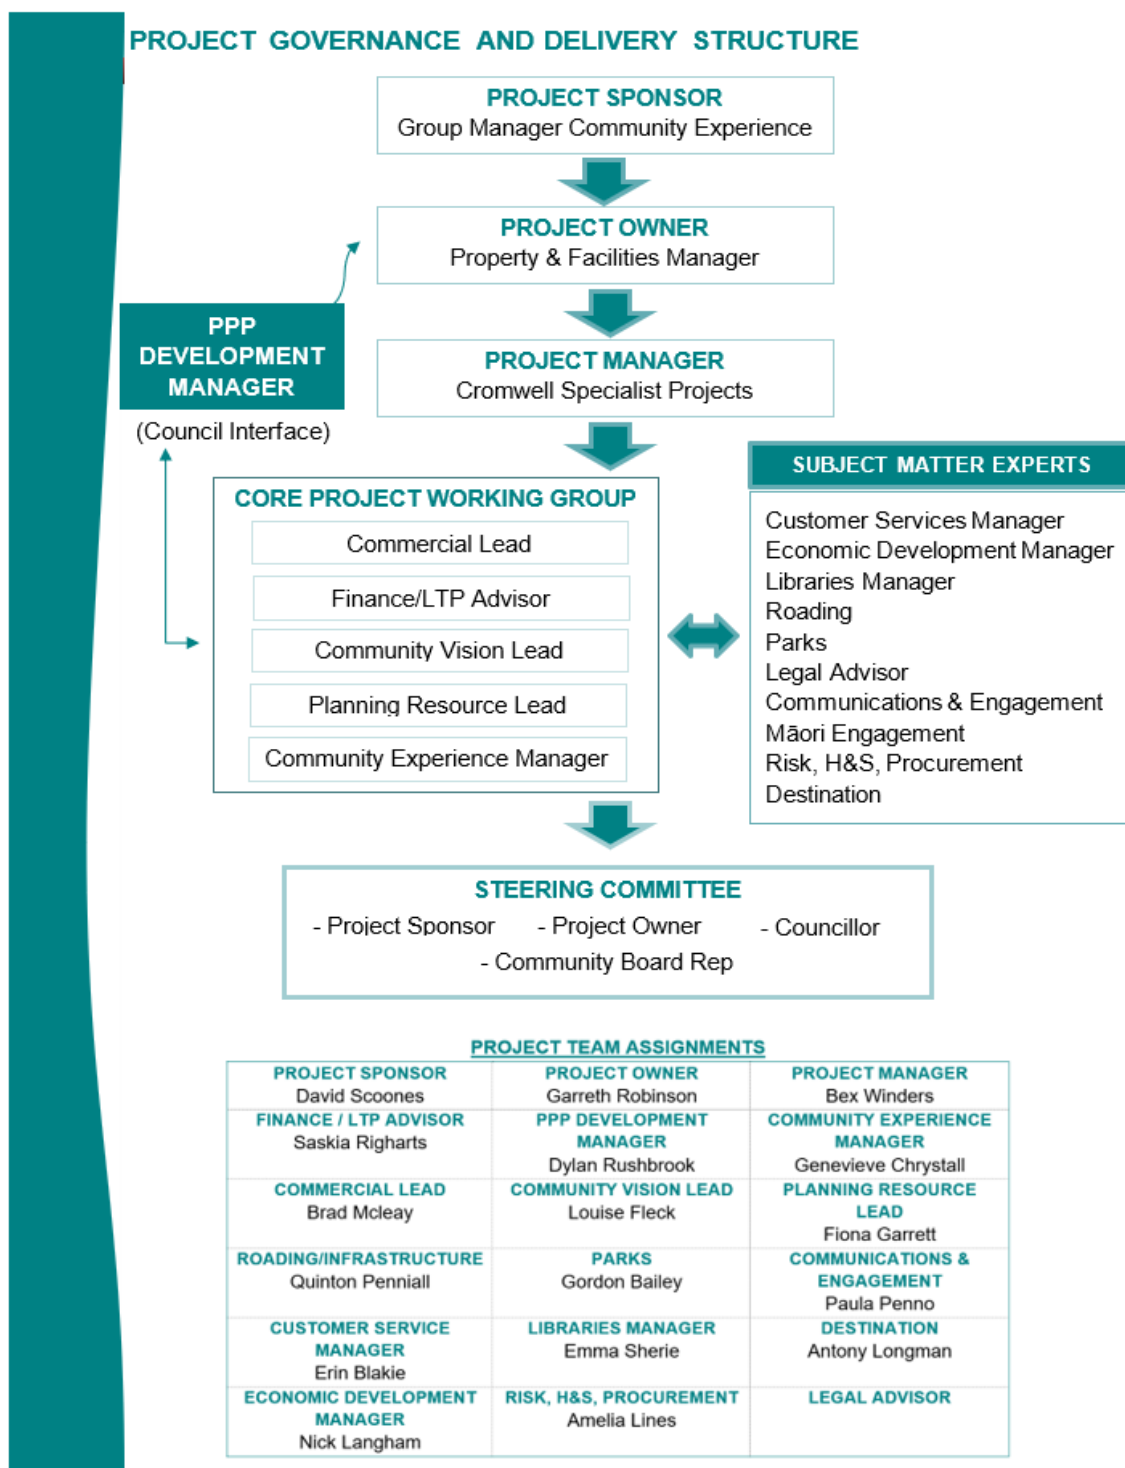 PROJECT GOVERNANCE AND DELIVERY STRUCTURE
PROJECT SPONSOR
Group Manager Community Experience
PROJECT OWNER
Property & Facilities Manager
PPP
DEVELOPMENT
MANAGER
(Council Interface)
PROJECT MANAGER
Cromwell Specialist Projects
CORE PROJECT WORKING GROUP
Commercial Lead
Finance/LTP Advisor
Community Vision Lead
Planning Resource Lead
Community Experience Manager
SUBJECT MATTER EXPERTS
Customer Services Manager
Economic Development Manager
Libraries Manager
Roading
Parks
Legal Advisor
Communications & Engagement
Māori Engagement
Risk, H&S, Procurement
Destination
STEERING COMMITTEE
- Project Sponsor - Project Owner - Councillor
- Community Board Rep
PROJECT TEAM ASSIGNMENTS
PROJECT SPONSOR
David Scoones
PROJECT OWNER
Garreth Robinson
PROJECT MANAGER
Bex Winders
FINANCE / LTP ADVISOR
Saskia Righarts
PPP DEVELOPMENT
MANAGER
Dylan Rushbrook
COMMUNITY EXPERIENCE
MANAGER
Genevieve Chrystall
COMMERCIAL LEAD
Brad Mcleay
COMMUNITY VISION LEAD
Louise Fleck
PLANNING RESOURCE
LEAD
Fiona Garrett
ROADING/INFRASTRUCTURE
Quinton Penniall
PARKS
Gordon Bailey
COMMUNICATIONS &
ENGAGEMENT
Paula Penno
CUSTOMER SERVICE
MANAGER
Erin Blakie
LIBRARIES MANAGER
Emma Sherie
DESTINATION
Antony Longman
ECONOMIC DEVELOPMENT
MANAGER
Nick Langham
RISK, H&S, PROCUREMENT
Amelia Lines
LEGAL ADVISOR